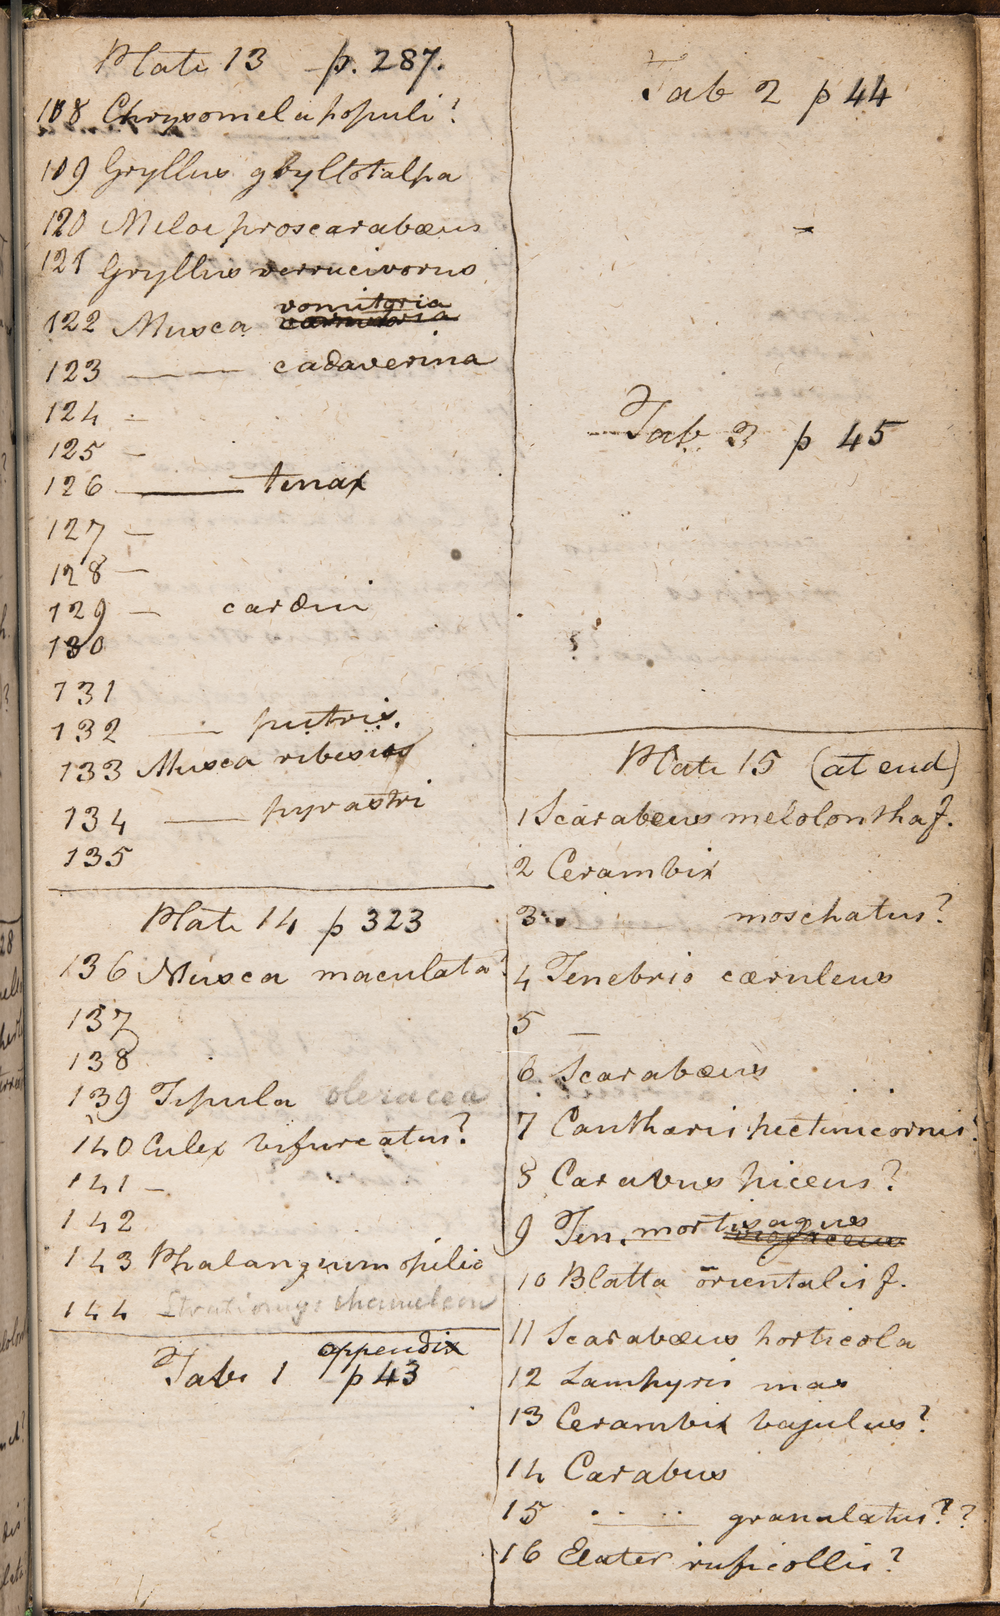 Plate 13 p. 287.
108 Chrysomela populi?
109 Gryllus gryllotalpa
120 Meloe proscarabæus
121 Gryllus verrucivorus
vomitoria
122 Musca
123 —— cadaverina
124 -
125 -
126 —— tenax
127 —
128 —
129 — cardui
130
131
132 — putris.
133 Musca ribesios
134 —— pyrastri
135
Plate 14 p 323
136 Musca maculata?
137
138
139 Tipula oleracea
140 Culex bifurcatus?
141 —
142
143 Phalangium opilio
144 Stratiomys chameleon
appendix
Tab 1 p 43
Tab 2 p 44
Tab 3 p 45
Plate 15 (at end)
1 Scarabeus melolontha f.
2 Cerambix
3 moschatus?
4 Tenebrio cæruleus
5 —
6 Scarabæus
7 Cantharis pectinicornis?
8 Carabus piceus?
9 Ten. mortisagus
10 Blatta orientalis f.
11 Scarabæus horticola
12 Lampyris mas
13 Cerambix bajulus?
14 Carabus
15 granulatus??
16 Elater ruficollis?